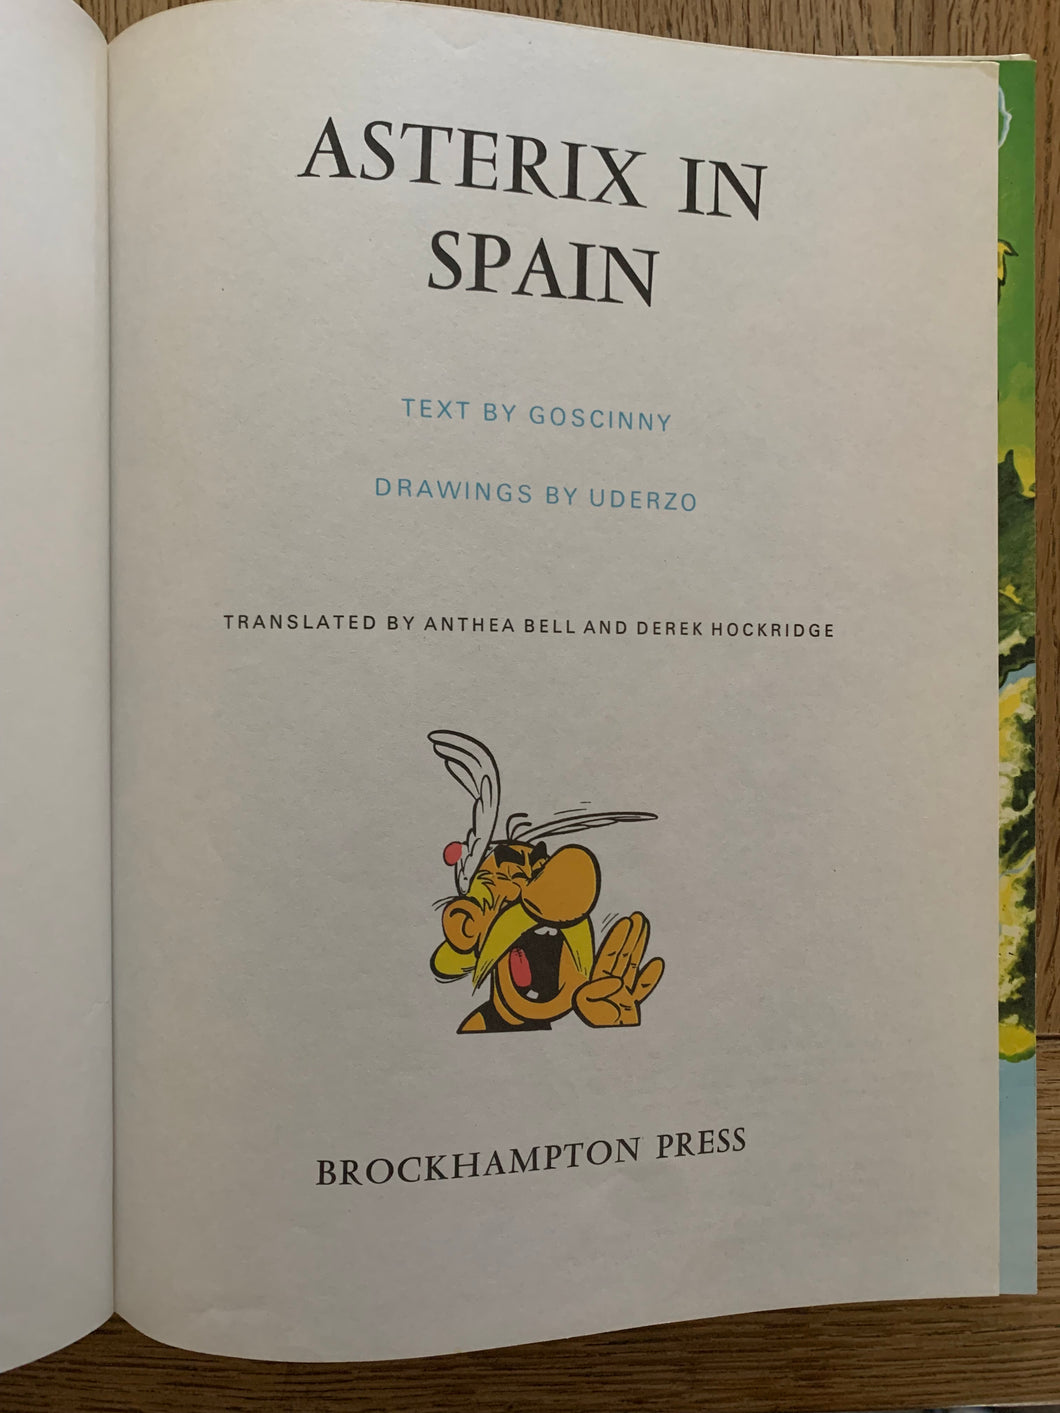 ASTERIX IN
SPAIN
TEXT BY GOSCINNY
DRAWINGS BY UDERZO
TRANSLATED BY ANTHEA BELL AND DEREK HOCKRIDGE
BROCKHAMPTON PRESS